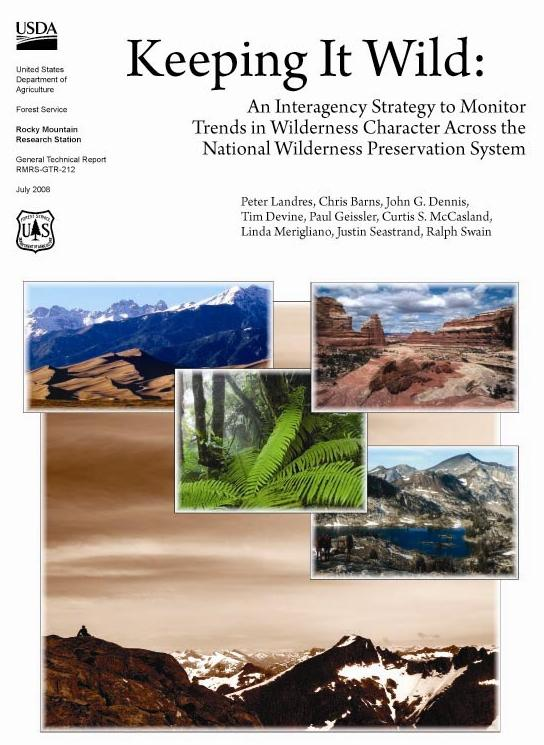 USDA
United States
Department of
Agriculture
Forest Service
Rocky Mountain
Research Station
General Technical Report
RMRS-GTR-212
July 2008
FOREST SERVICE
U S
DEPARTMENT OF AGRICULTURE
Keeping It Wild:
An Interagency Strategy to Monitor
Trends in Wilderness Character Across the
National Wilderness Preservation System
Peter Landres, Chris Barns, John G. Dennis,
Tim Devine, Paul Geissler, Curtis S. McCasland,
Linda Merigliano, Justin Seastrand, Ralph Swain